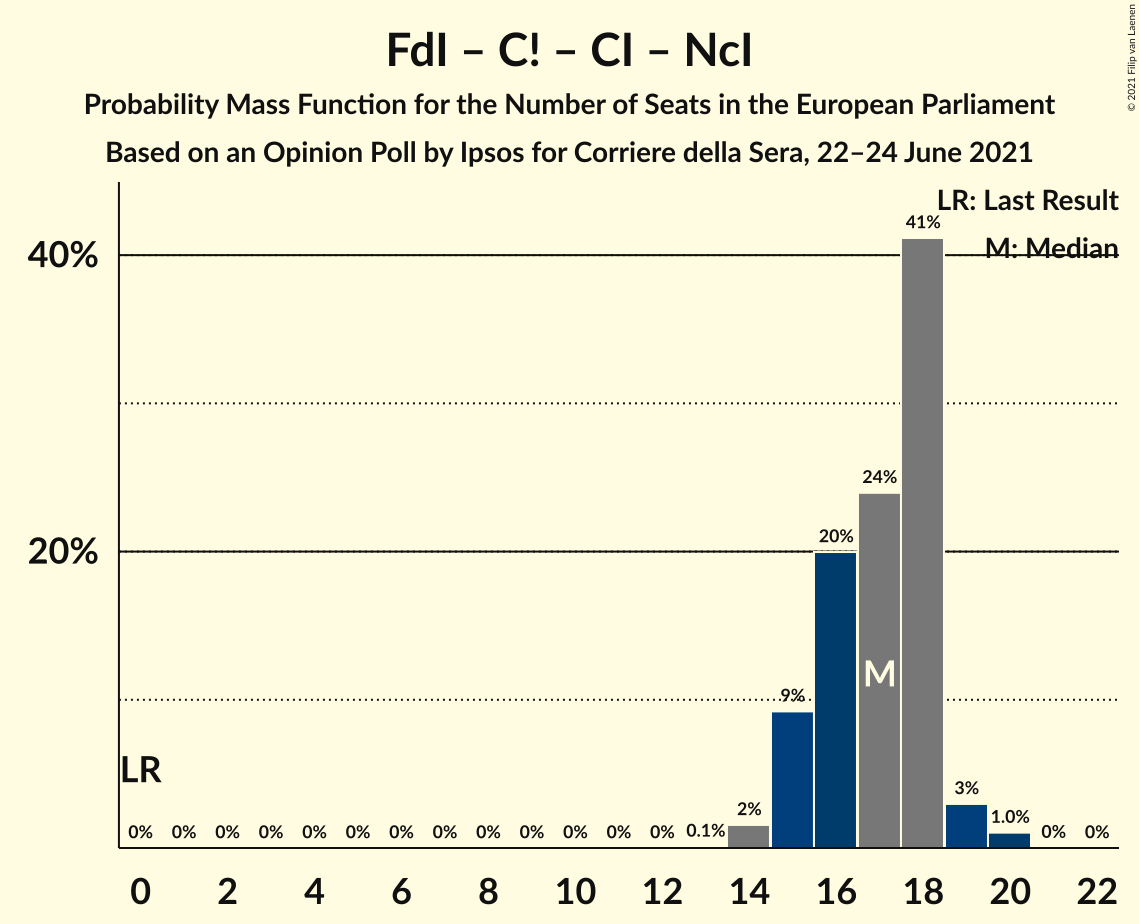 FdI – C! – CI – NcI
Probability Mass Function for the Number of Seats in the European Parliament
Based on an Opinion Poll by Ipsos for Corriere della Sera, 22–24 June 2021
© 2021 Filip van Laenen
LR: Last Result
M: Median
41%
40%
24%
20%
20%
M
9%
LR
3%
2%
1.0%
0% 0% 0% 0% 0% 0% 0% 0% 0% 0% 0% 0% 0% 0.1% 0% 0%
0 2 4 6 8 10 12 14 16 18 20 22